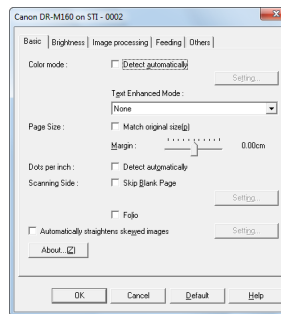 Canon DR-M160 on STI - 0002
Basic Brightness Image processing Feeding Others
Color mode : Detect automatically
Setting...
Text Enhanced Mode :
None
Page Size : Match original size[p]
Margin : 0.00cm
Dots per inch : Detect automatically
Scanning Side : Skip Blank Page
Setting...
Folio
Automatically straightens skewed images Setting...
About...(Z)
OK Cancel Default Help